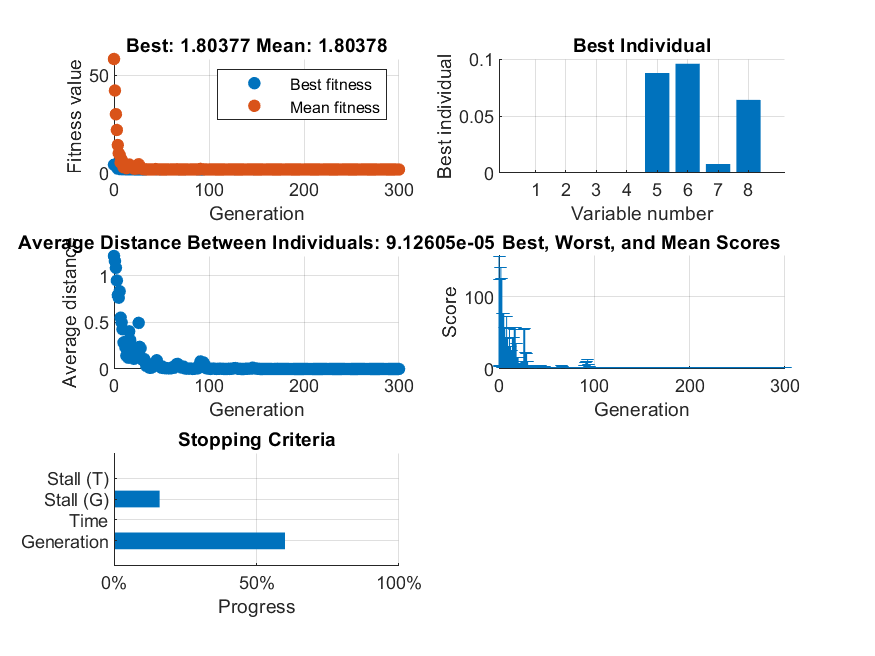 Best: 1.80377 Mean: 1.80378
Fitness value
50
0
Best fitness
Mean fitness
0 100 200 300
Generation
Best Individual
Best individual
0.1
0.05
0
1 2 3 4 5 6 7 8
Variable number
Average Distance Between Individuals: 9.12605e-05
Average distance
1
0.5
0
0 100 200 300
Generation
Best, Worst, and Mean Scores
Score
100
0
0 100 200 300
Generation
Stopping Criteria
Stall (T)
Stall (G)
Time
Generation
0% 50% 100%
Progress